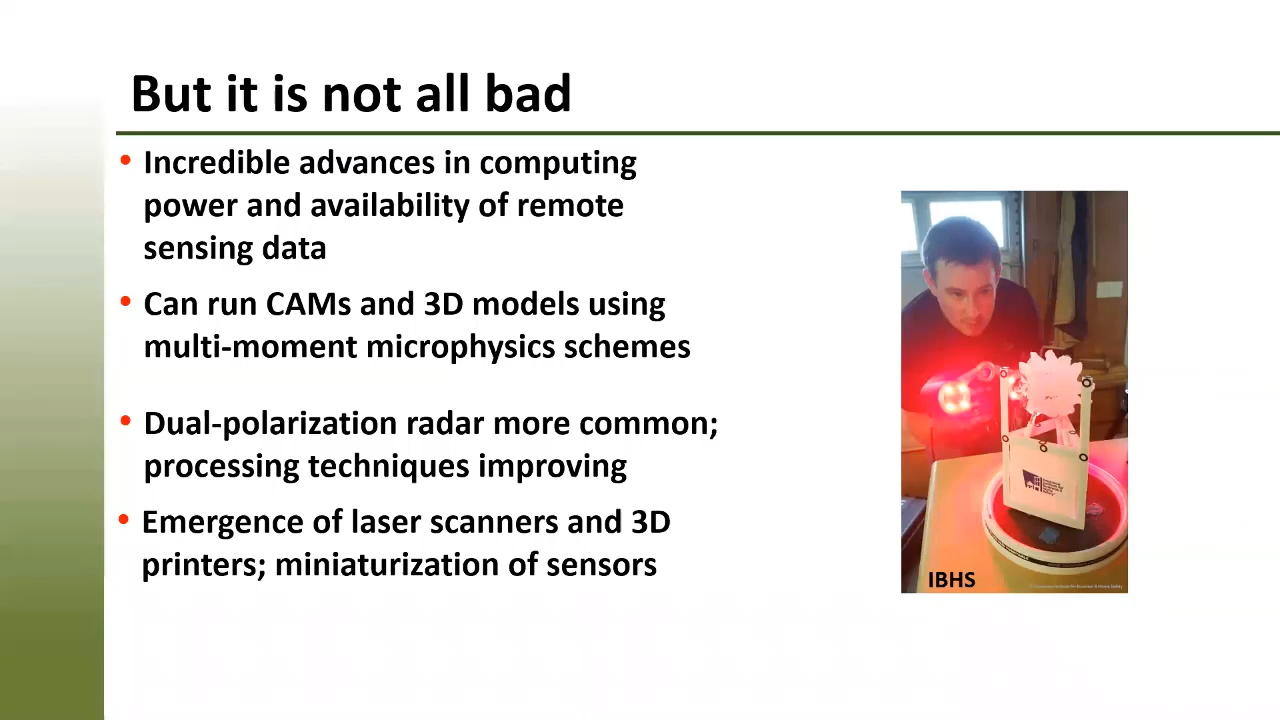 But it is not all bad
• Incredible advances in computing
power and availability of remote
sensing data
• Can run CAMs and 3D models using
multi-moment microphysics schemes
• Dual-polarization radar more common;
processing techniques improving
• Emergence of laser scanners and 3D
printers; miniaturization of sensors
IBHS